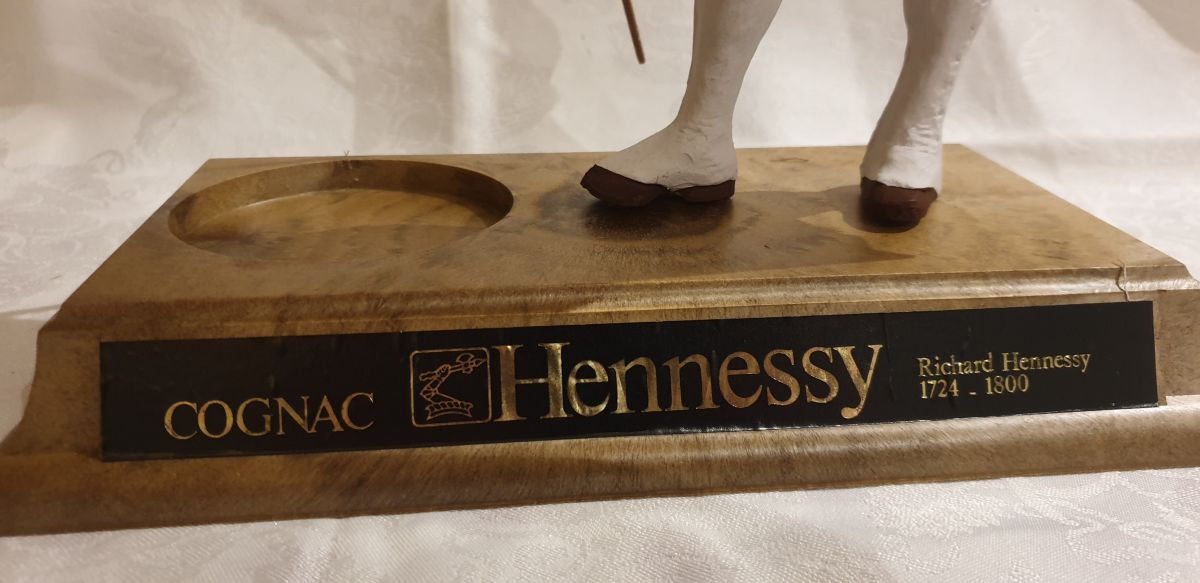 COGNAC
Hennessy
Richard Hennessy
1724 - 1800